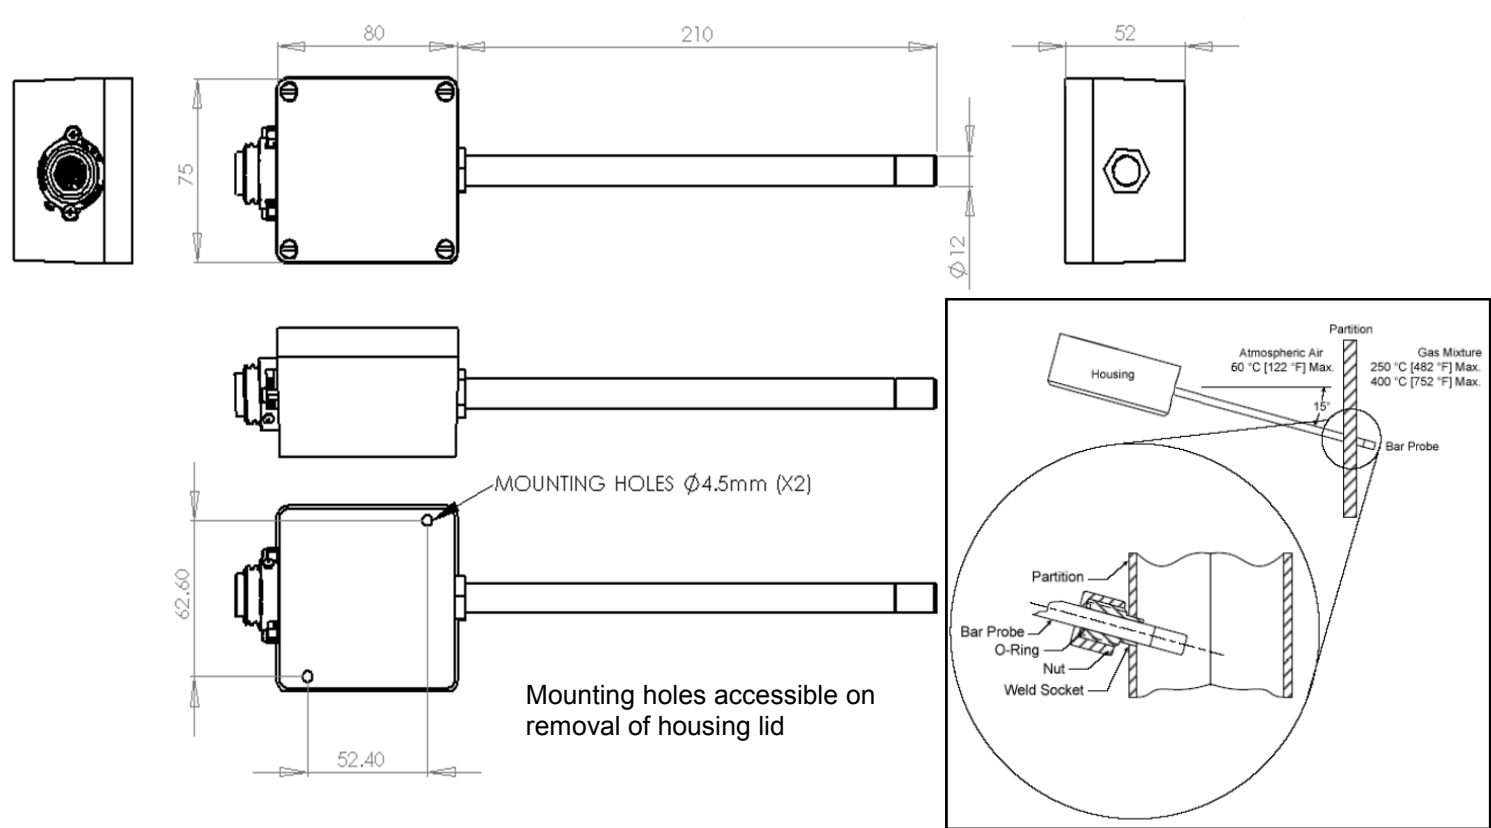 80
210
52
75
Ø12
MOUNTING HOLES Ø4.5mm (X2)
62.60
52.40
Mounting holes accessible on
removal of housing lid
Partition
Atmospheric Air
60 °C [122 °F] Max.
Gas Mixture
250 °C [482 °F] Max.
400 °C [752 °F] Max.
Housing
15°
Bar Probe
Partition
Bar Probe
O-Ring
Nut
Weld Socket